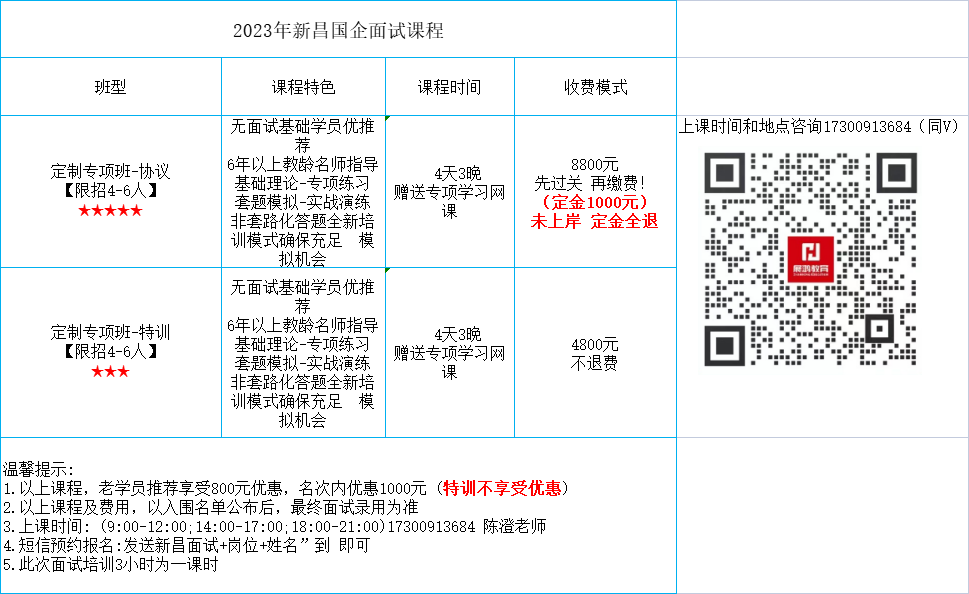 2023年新昌国企面试课程
班型
课程特色
课程时间
收费模式
定制专项班-协议
【限招4-6人】
★★★★★
无面试基础学员优推
荐
6年以上教龄名师指导
基础理论-专项练习
套题模拟-实战演练
非套路化答题全新培
训模式确保充足 模
拟机会
4天3晚
赠送专项学习网
课
8800元
先过关 再缴费!
（定金1000元）
未上岸 定金全退
定制专项班-特训
【限招4-6人】
★★★
无面试基础学员优推
荐
6年以上教龄名师指导
基础理论-专项练习
套题模拟-实战演练
非套路化答题全新培
训模式确保充足 模
拟机会
4天3晚
赠送专项学习网
课
4800元
不退费
上课时间和地点咨询17300913684（同V）
展鸿教育
温馨提示:
1.以上课程，老学员推荐享受800元优惠，名次内优惠1000元（特训不享受优惠）
2.以上课程及费用，以入围名单公布后，最终面试录用为准
3.上课时间: (9:00-12:00;14:00-17:00;18:00-21:00)17300913684 陈澄老师
4.短信预约报名:发送新昌面试+岗位+姓名”到 即可
5.此次面试培训3小时为一课时